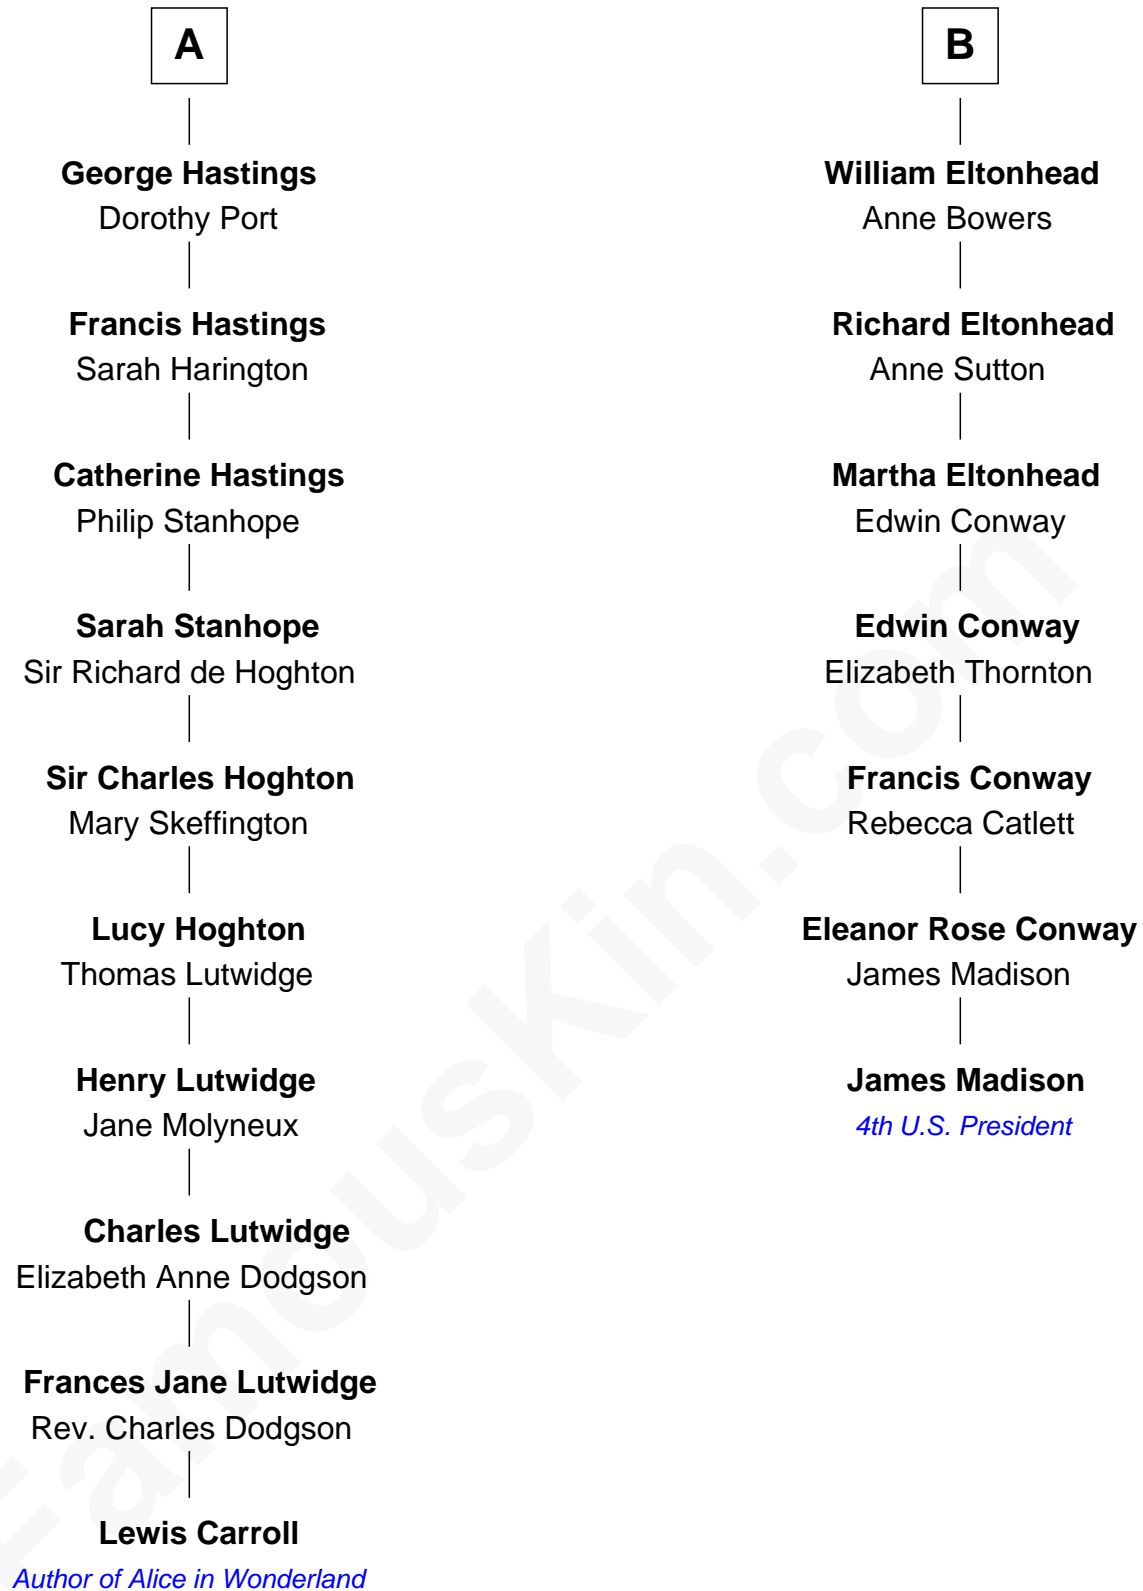 A
George Hastings
Dorothy Port
Francis Hastings
Sarah Harington
Catherine Hastings
Philip Stanhope
Sarah Stanhope
Sir Richard de Hoghton
Sir Charles Hoghton
Mary Skeffington
Lucy Hoghton
Thomas Lutwidge
Henry Lutwidge
Jane Molyneux
Charles Lutwidge
Elizabeth Anne Dodgson
Frances Jane Lutwidge
Rev. Charles Dodgson
Lewis Carroll
Author of Alice in Wonderland
B
William Eltonhead
Anne Bowers
Richard Eltonhead
Anne Sutton
Martha Eltonhead
Edwin Conway
Edwin Conway
Elizabeth Thornton
Francis Conway
Rebecca Catlett
Eleanor Rose Conway
James Madison
James Madison
4th U.S. President
FamousKin.com